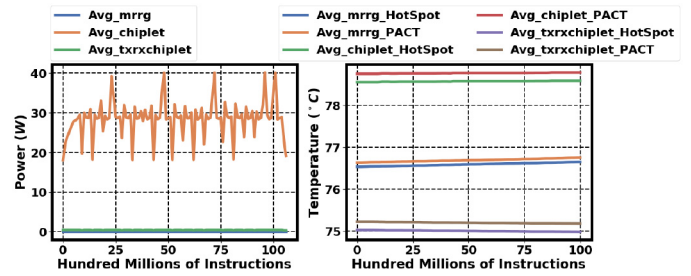 Avg_mrrg
Avg_chiplet
Avg_txrxchiplet
Avg_mrrg_HotSpot
Avg_mrrg_PACT
Avg_chiplet_HotSpot
Avg_chiplet_PACT
Avg_txrxchiplet_HotSpot
Avg_txrxchiplet_PACT
Power (W)
40
30
20
10
0
0 25 50 75 100
Hundred Millions of Instructions
Temperature (°C)
78
77
76
75
0 25 50 75 100
Hundred Millions of Instructions